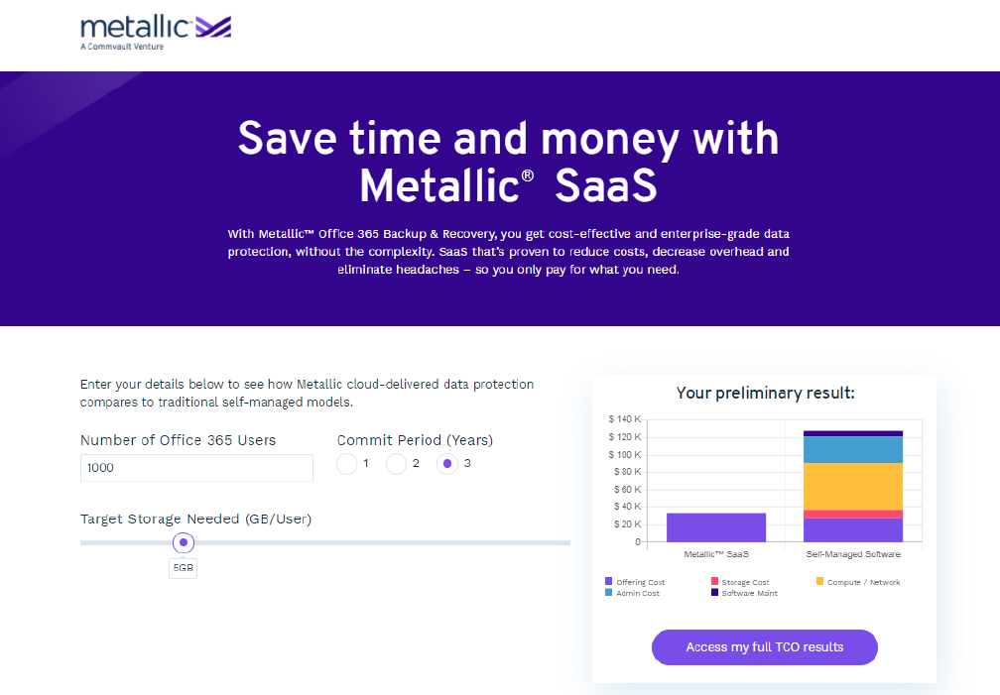 metallic™
A Commvault Venture
Save time and money with
Metallic® SaaS
With Metallic™ Office 365 Backup & Recovery, you get cost-effective and enterprise-grade data
protection, without the complexity. SaaS that's proven to reduce costs, decrease overhead and
eliminate headaches – so you only pay for what you need.
Enter your details below to see how Metallic cloud-delivered data protection
compares to traditional self-managed models.
Number of Office 365 Users
1000
Commit Period (Years)
1 2 3
Target Storage Needed (GB/User)
5GB
Your preliminary result:
$ 140 K
$ 120 K
$ 100 K
$ 80 K
$ 60 K
$ 40 K
$ 20 K
0
Metallic™ SaaS Self-Managed Software
Offering Cost Storage Cost Compute / Network
Admin Cost Software Maint
Access my full TCO results